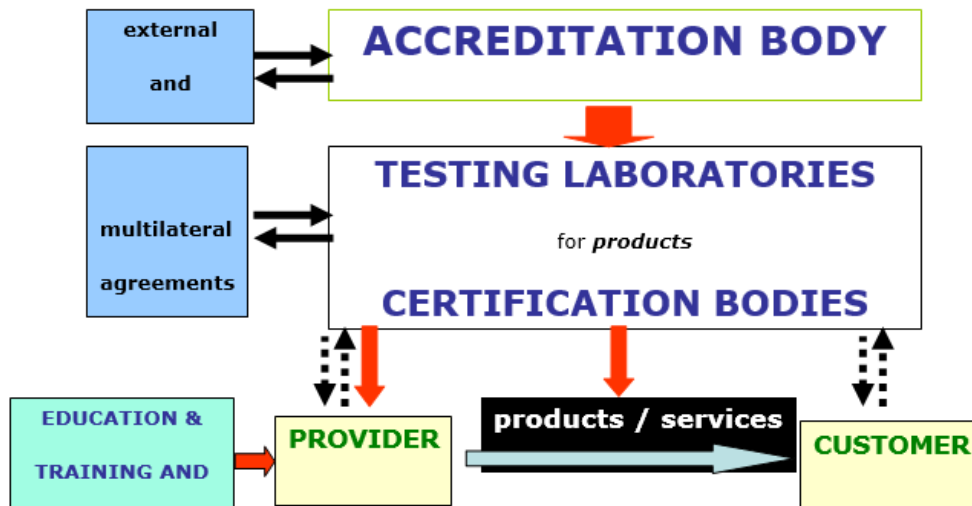 external
and
ACCREDITATION BODY
multilateral
agreements
TESTING LABORATORIES
for products
CERTIFICATION BODIES
EDUCATION &
TRAINING AND
PROVIDER
products / services
CUSTOMER